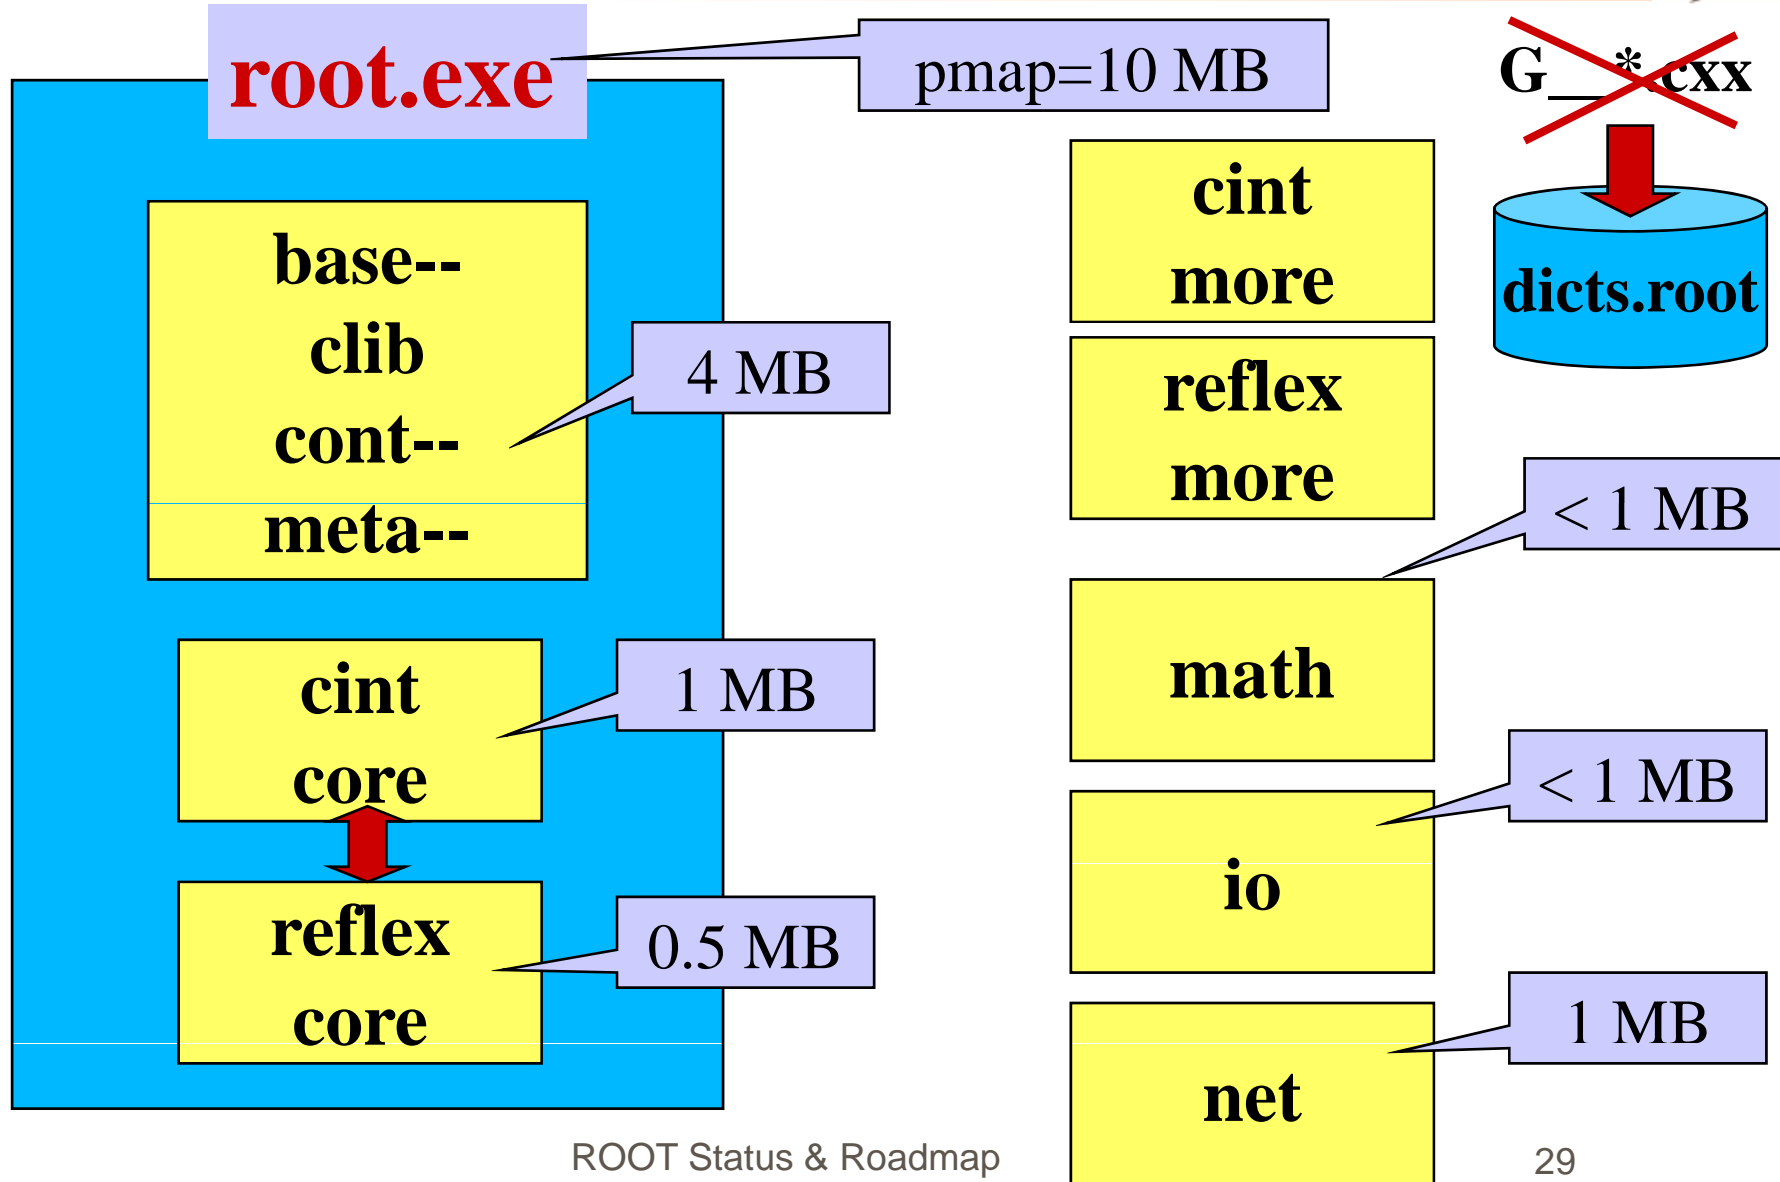 root.exe
pmap=10 MB
G__*.cxx
base--
clib
cont--
meta--
4 MB
cint
core
1 MB
reflex
core
0.5 MB
cint
more
reflex
more
dicts.root
< 1 MB
math
< 1 MB
io
1 MB
net
ROOT Status & Roadmap
29